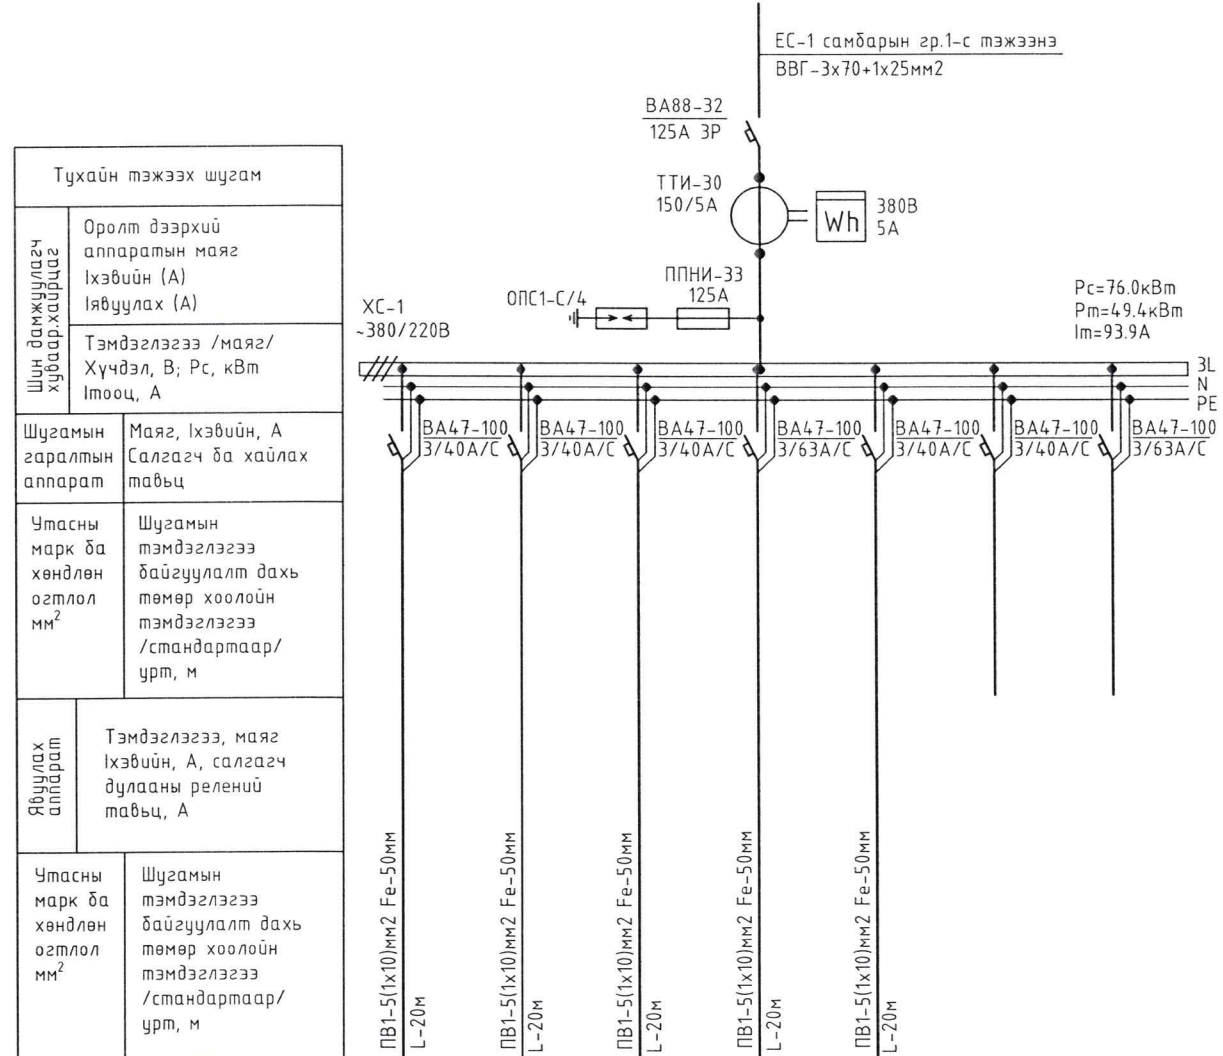 ЕС-1 самбарын гр.1-с тэжээнэ
ВВГ-3х70+1х25мм2
ВА88-32
125А 3Р
ТТИ-30
150/5А
Wh
380В
5А
ППНИ-33
125А
ОПС1-С/4
ХС-1
~380/220В
Рс=76.0кВт
Рт=49.4кВт
Iт=93.9А
3L
N
PE
ВА47-100
3/40А/С
ВА47-100
3/40А/С
ВА47-100
3/40А/С
ВА47-100
3/63А/С
ВА47-100
3/40А/С
ВА47-100
3/40А/С
ВА47-100
3/63А/С
Тухайн тэжээх шугам
Шин дамжуулагч
хуваар.хайрцаг
Оролт дээрхий
аппаратын маяг
Iхэвийн (А)
Iявуулах (А)
Тэмдэглэгээ /маяг/
Хүчдэл, В; Рс, кВт
Iтооц, А
Шугамын
гаралтын
аппарат
Маяг, Iхэвийн, А
Салгагч ба хайлах
тавьц
Утасны
марк ба
хөндлөн
огтлол
мм²
Шугамын
тэмдэглэгээ
байгуулалт дахь
төмөр хоолойн
тэмдэглэгээ
/стандартаар/
урт, м
Явуулах
аппарат
Тэмдэглэгээ, маяг
Iхэвийн, А, салгагч
дулааны релений
тавьц, А
Утасны
марк ба
хөндлөн
огтлол
мм²
Шугамын
тэмдэглэгээ
байгуулалт дахь
төмөр хоолойн
тэмдэглэгээ
/стандартаар/
урт, м
ПВ1-5(1х10)мм2 Fe-50мм
L-20м
ПВ1-5(1х10)мм2 Fe-50мм
L-20м
ПВ1-5(1х10)мм2 Fe-50мм
L-20м
ПВ1-5(1х10)мм2 Fe-50мм
L-20м
ПВ1-5(1х10)мм2 Fe-50мм
L-20м